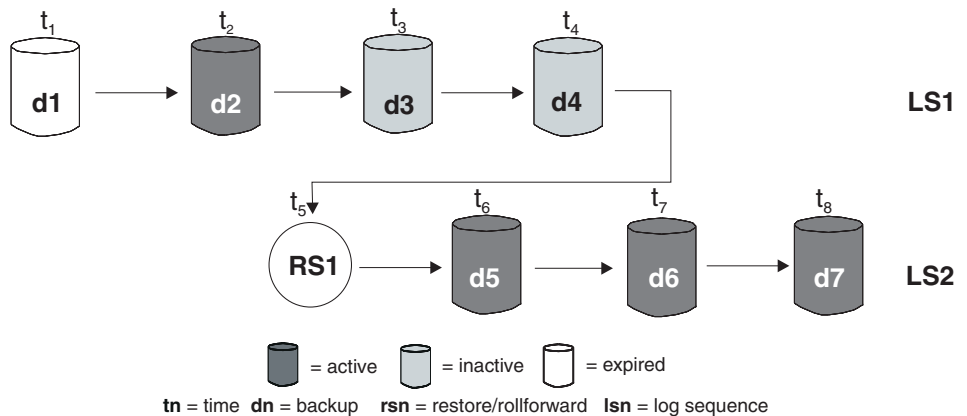 t1 t2 t3 t4
d1 d2 d3 d4 LS1
t5 t6 t7 t8
RS1 d5 d6 d7 LS2
= active = inactive = expired
tn = time dn = backup rsn = restore/rollforward lsn = log sequence